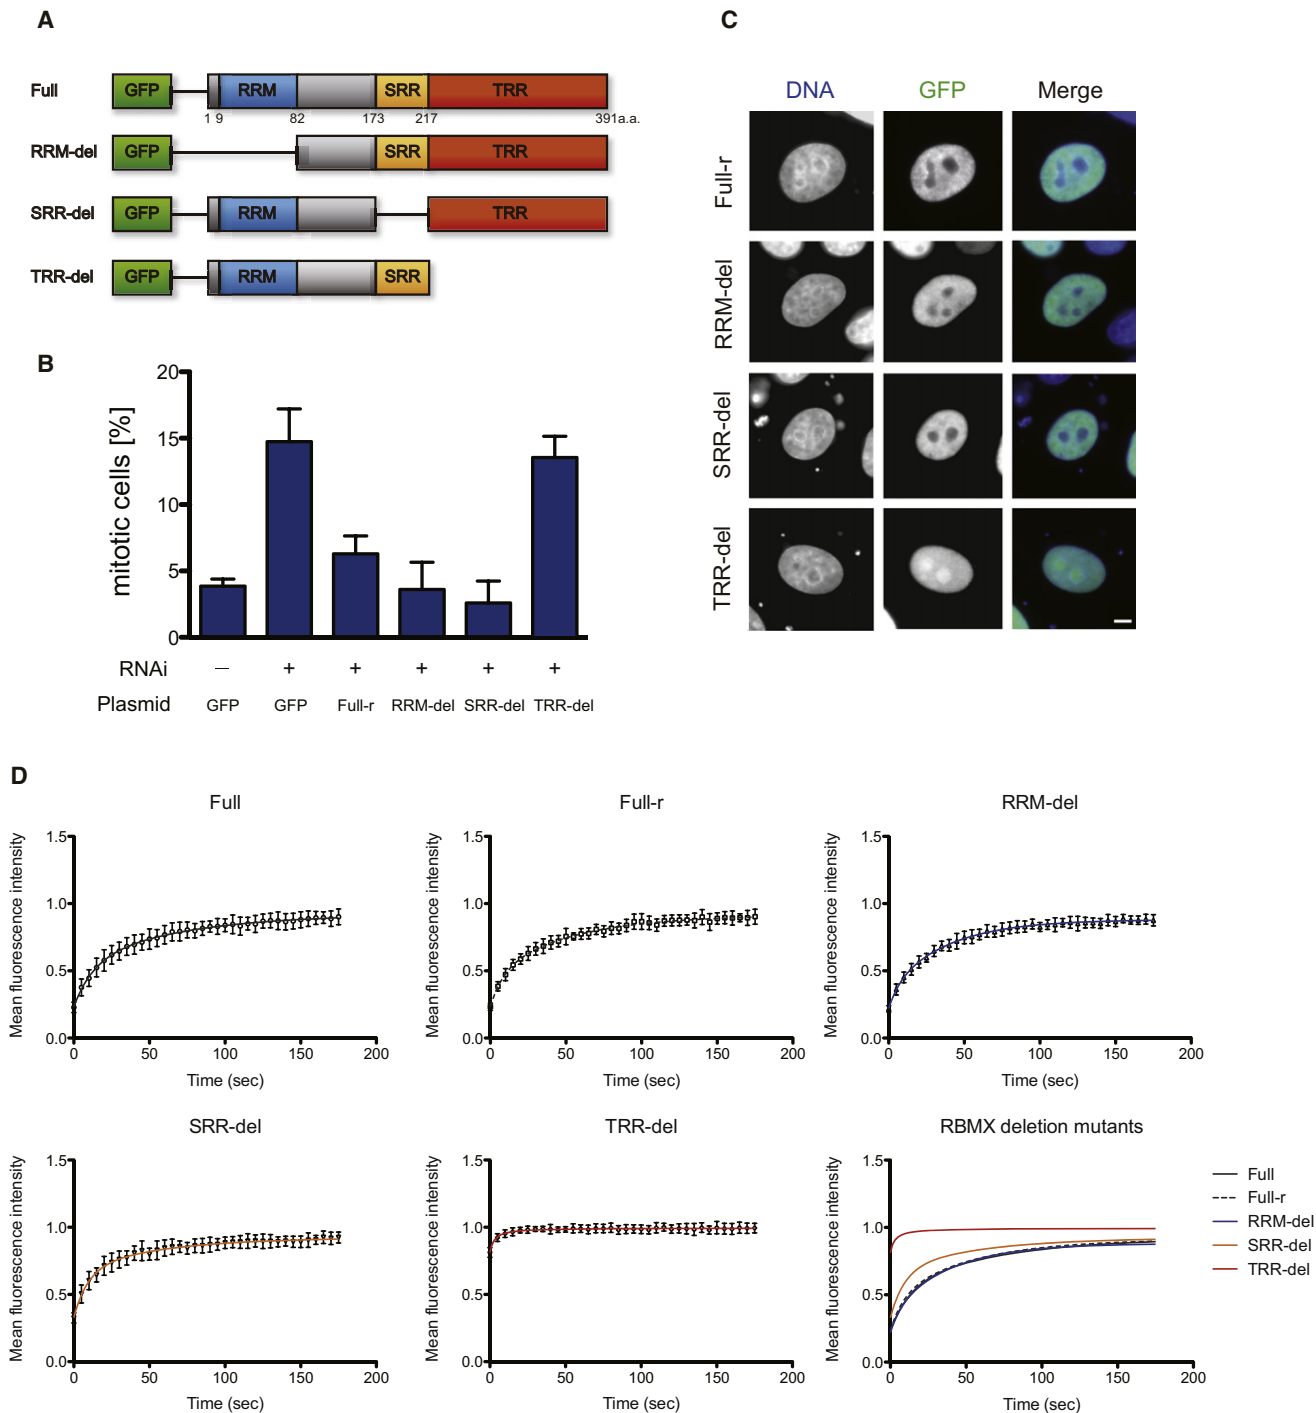 A
Full
GFP
RRM
SRR
TRR
1 9 82 173 217 391a.a.
RRM-del
GFP
SRR
TRR
SRR-del
GFP
RRM
TRR
TRR-del
GFP
RRM
SRR
B
mitotic cells [%]
20
15
10
5
0
RNAi – + + + + +
Plasmid GFP GFP Full-r RRM-del SRR-del TRR-del
C
DNA GFP Merge
Full-r
RRM-del
SRR-del
TRR-del
D
Full
Mean fluorescence intensity
1.5
1.0
0.5
0.0
0 50 100 150 200
Time (sec)
Full-r
Mean fluorescence intensity
1.5
1.0
0.5
0.0
0 50 100 150 200
Time (sec)
RRM-del
Mean fluorescence intensity
1.5
1.0
0.5
0.0
0 50 100 150 200
Time (sec)
SRR-del
Mean fluorescence intensity
1.5
1.0
0.5
0.0
0 50 100 150 200
Time (sec)
TRR-del
Mean fluorescence intensity
1.5
1.0
0.5
0.0
0 50 100 150 200
Time (sec)
RBMX deletion mutants
Mean fluorescence intensity
1.5
1.0
0.5
0.0
0 50 100 150 200
Time (sec)
Full
Full-r
RRM-del
SRR-del
TRR-del